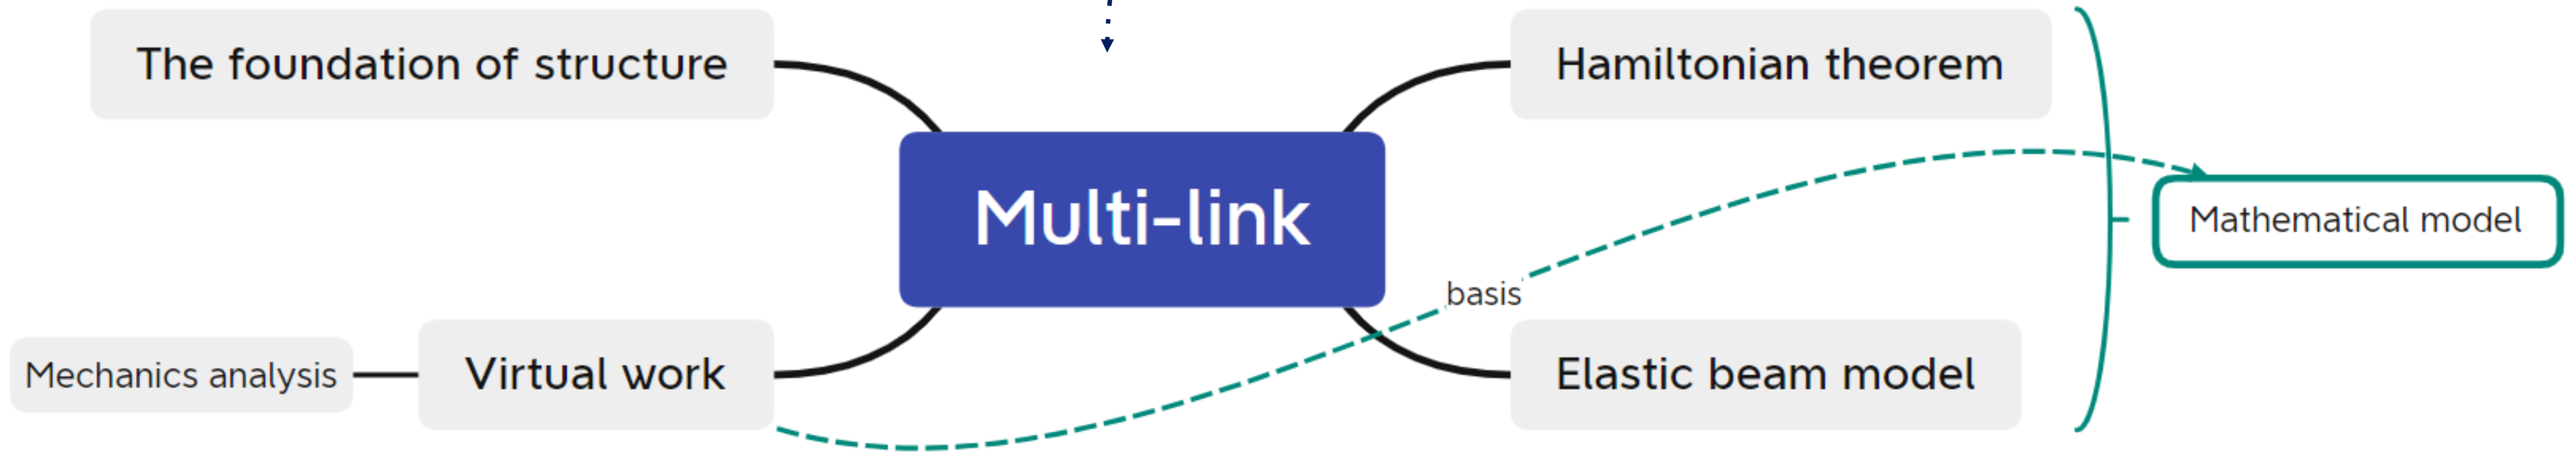 The foundation of structure
Hamiltonian theorem
Multi-link
Mathematical model
basis
Mechanics analysis
Virtual work
Elastic beam model